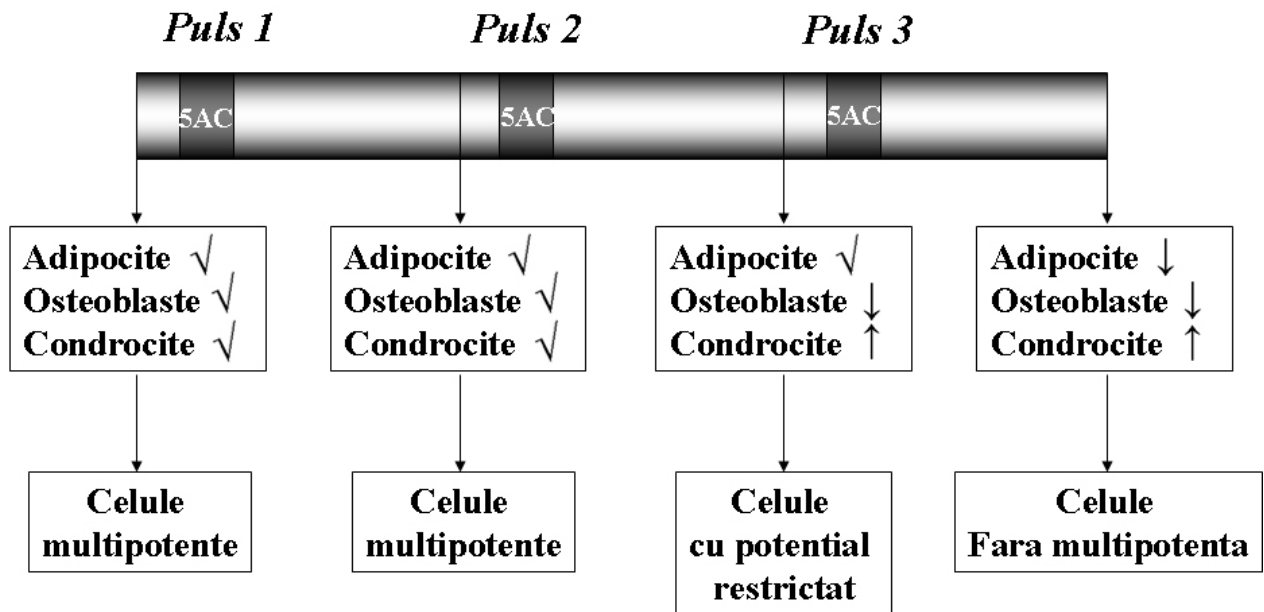 Puls 1
Puls 2
Puls 3
5AC
5AC
5AC
Adipocite √
Osteoblaste √
Condrocite √
Adipocite √
Osteoblaste √
Condrocite √
Adipocite √
Osteoblaste ↓
Condrocite ↑
Adipocite ↓
Osteoblaste ↓
Condrocite ↑
Celule
multipotente
Celule
multipotente
Celule
cu potential
restrictat
Celule
Fara multipotenta